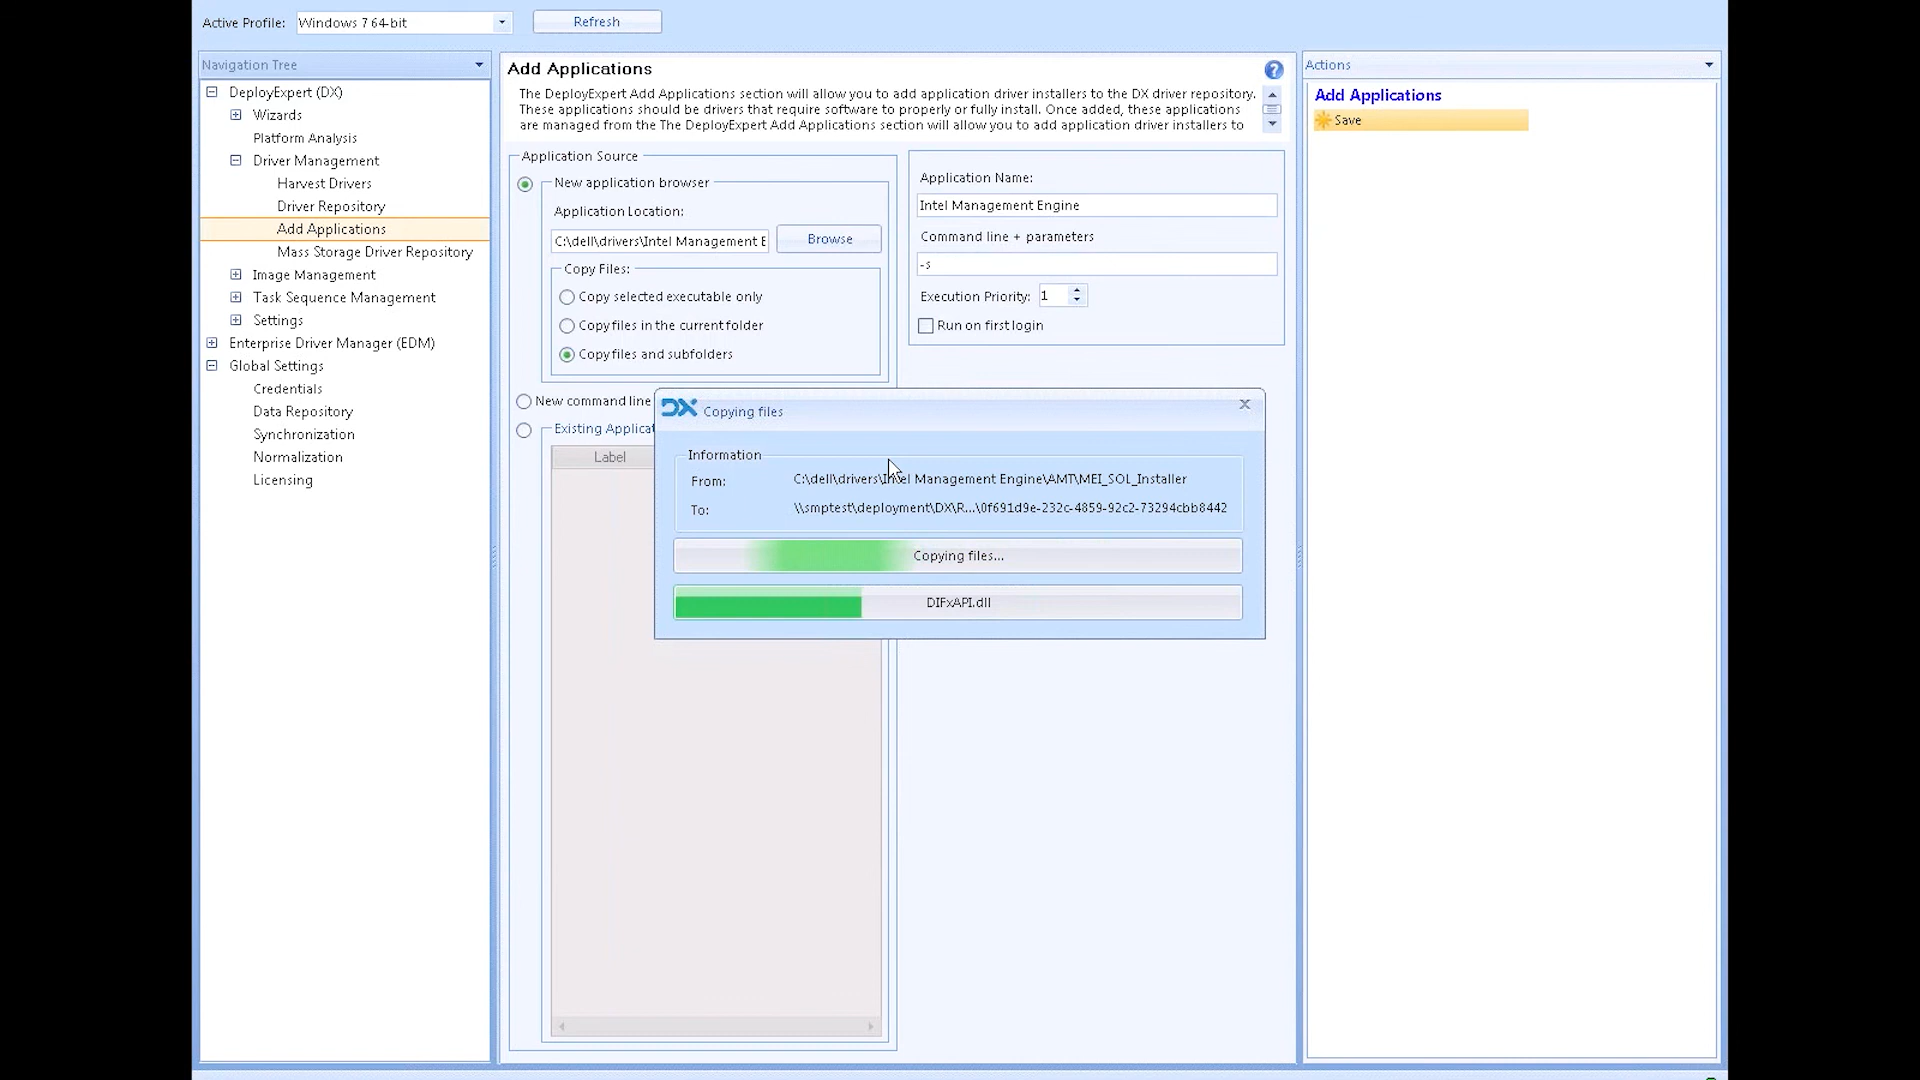 Active Profile: Windows 7 64-bit Refresh
Navigation Tree
DeployExpert (DX)
Wizards
Platform Analysis
Driver Management
Harvest Drivers
Driver Repository
Add Applications
Mass Storage Driver Repository
Image Management
Task Sequence Management
Settings
Enterprise Driver Manager (EDM)
Global Settings
Credentials
Data Repository
Synchronization
Normalization
Licensing
Add Applications
The DeployExpert Add Applications section will allow you to add application driver installers to the DX driver repository.
These applications should be drivers that require software to properly or fully install. Once added, these applications
are managed from the The DeployExpert Add Applications section will allow you to add application driver installers to
Application Source
New application browser
Application Location:
C:\dell\drivers\Intel Management E Browse
Copy Files:
Copy selected executable only
Copy files in the current folder
Copy files and subfolders
New command line
Existing Applicat
Label
Application Name:
Intel Management Engine
Command line + parameters
-s
Execution Priority: 1
Run on first login
DX Copying files
Information
From: C:\dell\drivers\Intel Management Engine\AMT\MEI_SOL_Installer
To: \\smptest\deployment\DX\R...\0f691d9e-232c-4859-92c2-73294cbb8442
Copying files...
DIFxAPI.dll
Actions
Add Applications
Save